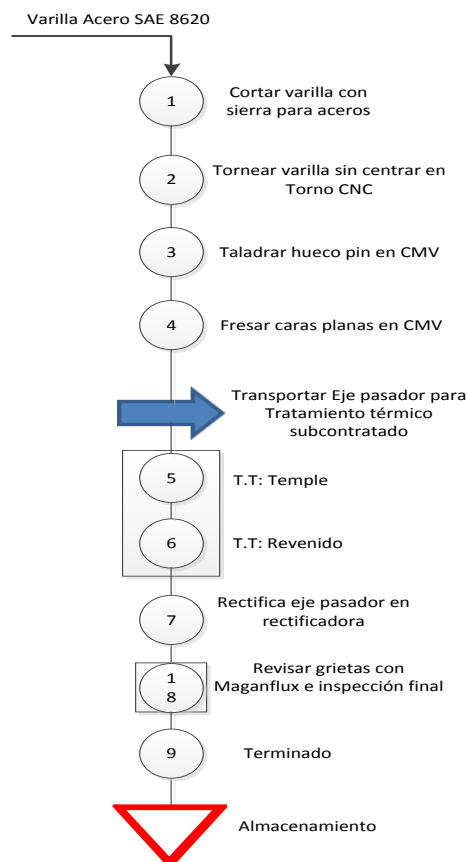 Varilla Acero SAE 8620
1
Cortar varilla con
sierra para aceros
2
Tornear varilla sin centrar en
Torno CNC
3
Taladrar hueco pin en CMV
4
Fresar caras planas en CMV
Transportar Eje pasador para
Tratamiento térmico
subcontratado
5
T.T: Temple
6
T.T: Revenido
7
Rectifica eje pasador en
rectificadora
1
8
Revisar grietas con
Maganflux e inspección final
9
Terminado
Almacenamiento